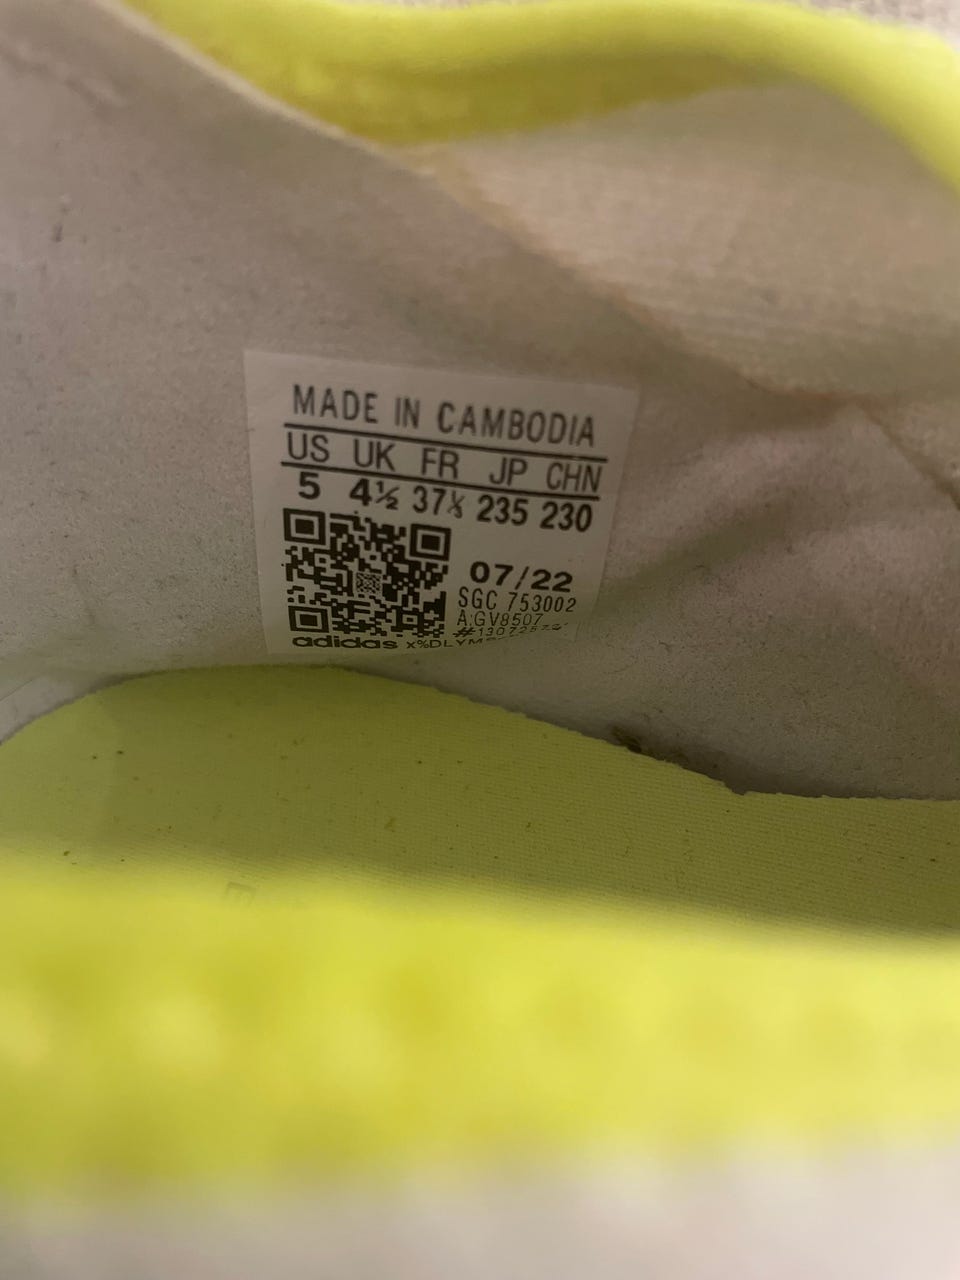 MADE IN CAMBODIA
US UK FR JP CHN
5 4½ 37⅓ 235 230
07/22
SGC 753002
A:GV8507
adidas